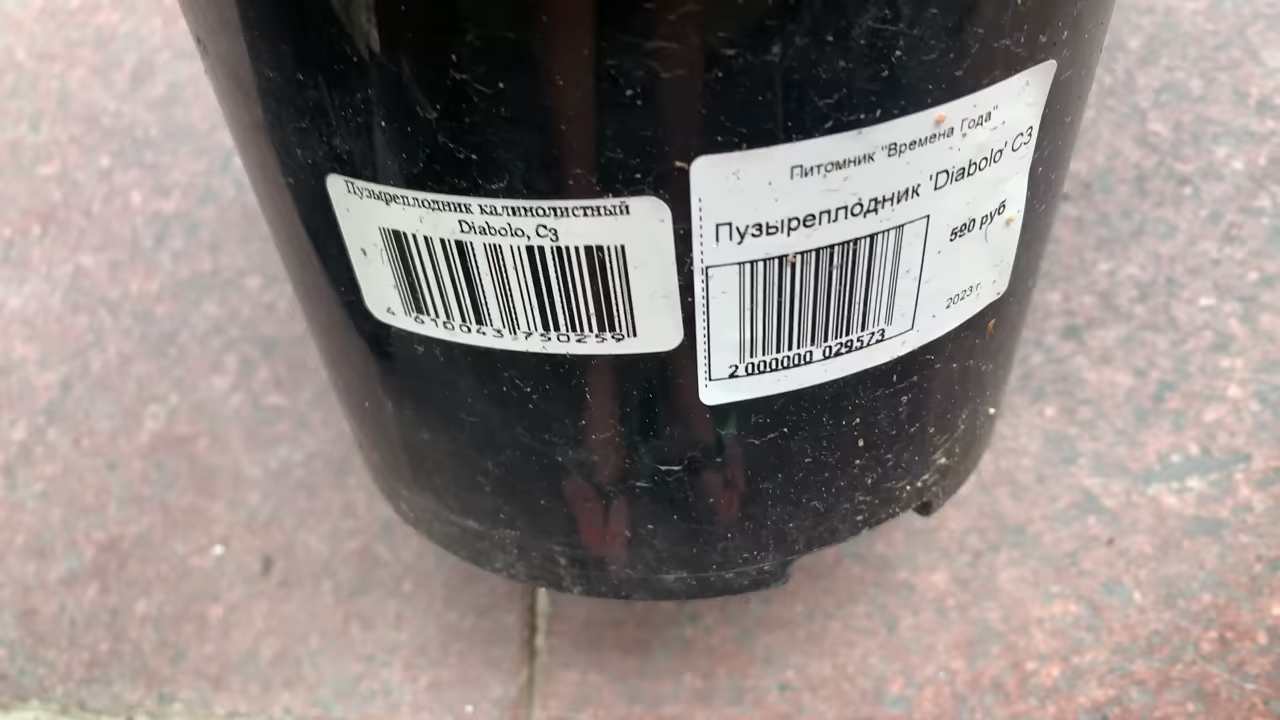 Пузыреплодник калинолистный
Diabolo, C3
4 610043 750259
Питомник "Времена Года"
Пузыреплодник 'Diabolo' C3
590 руб
2 000000 029573
2023 г.